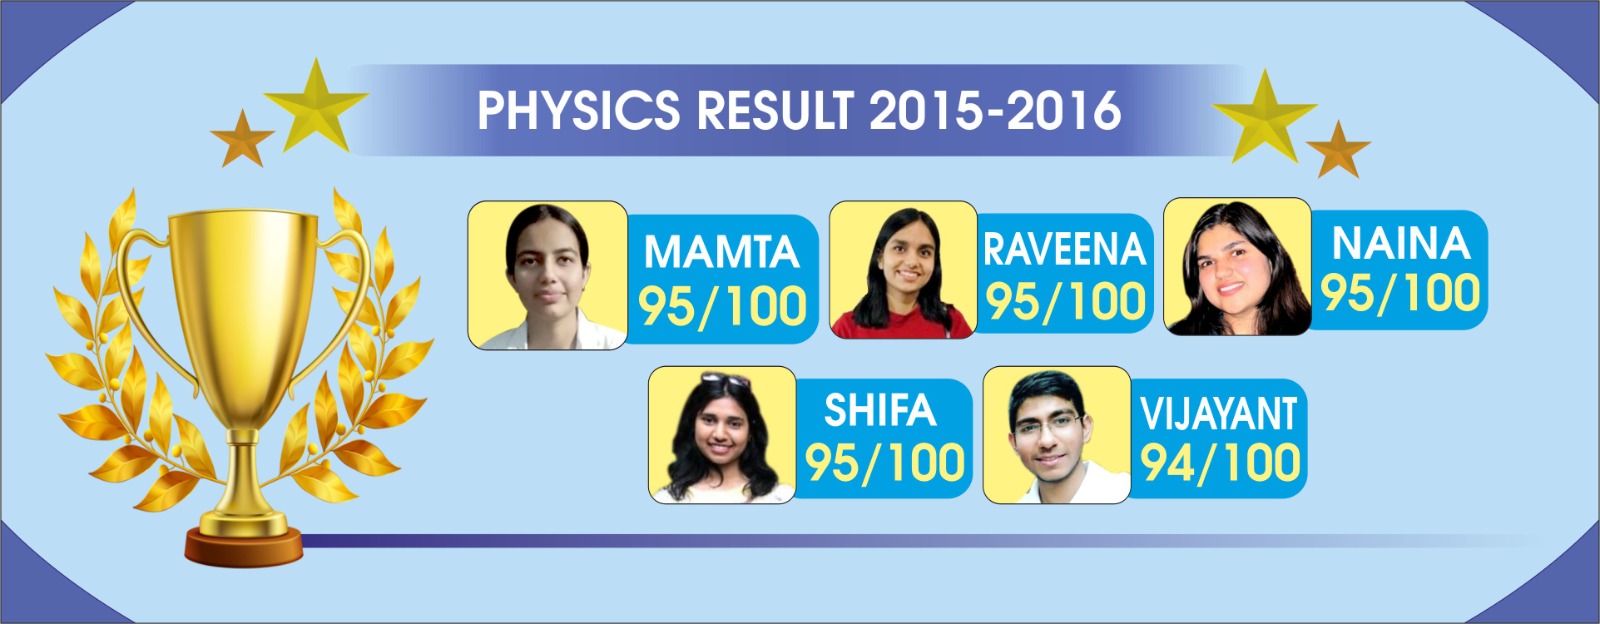 PHYSICS RESULT 2015-2016
MAMTA
95/100
RAVEENA
95/100
NAINA
95/100
SHIFA
95/100
VIJAYANT
94/100